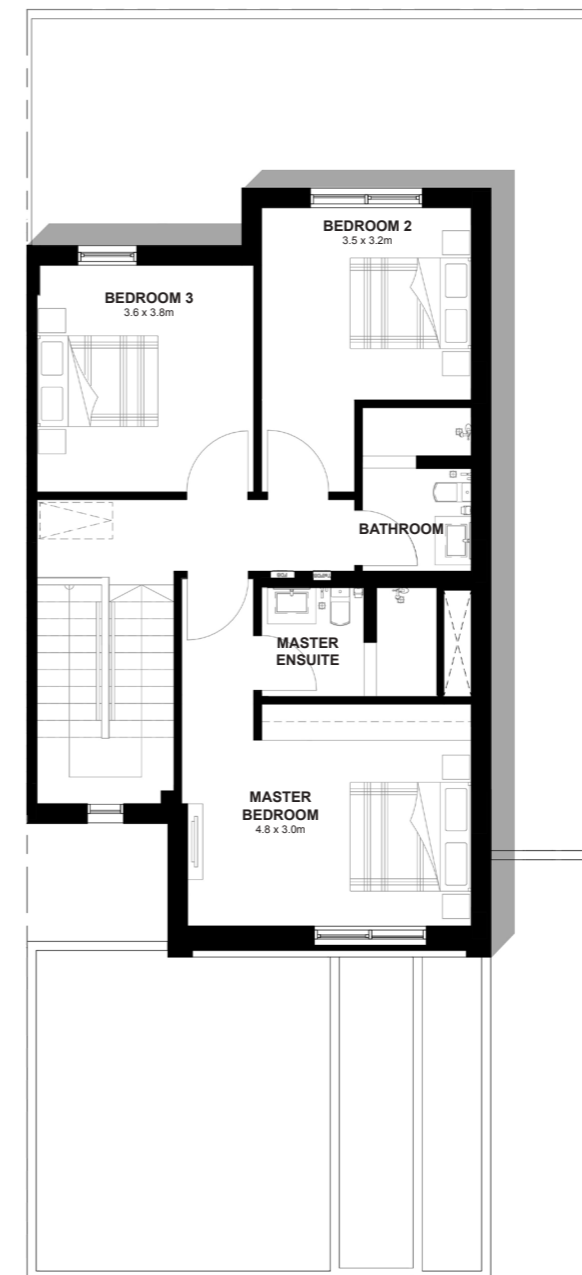 BEDROOM 2
3.5 x 3.2m
BEDROOM 3
3.6 x 3.8m
BATHROOM
MASTER
ENSUITE
MASTER
BEDROOM
4.8 x 3.0m